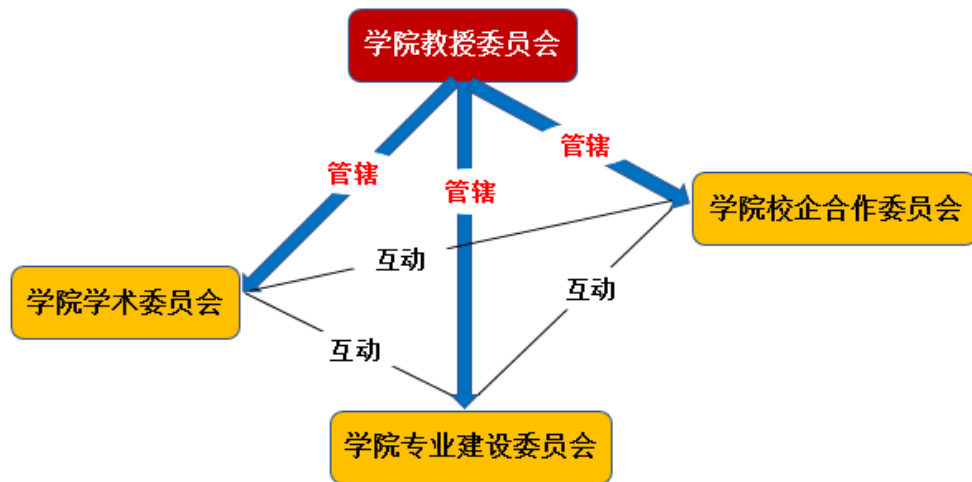 学院教授委员会
管辖
管辖
管辖
学院校企合作委员会
互动
学院学术委员会
互动
互动
学院专业建设委员会